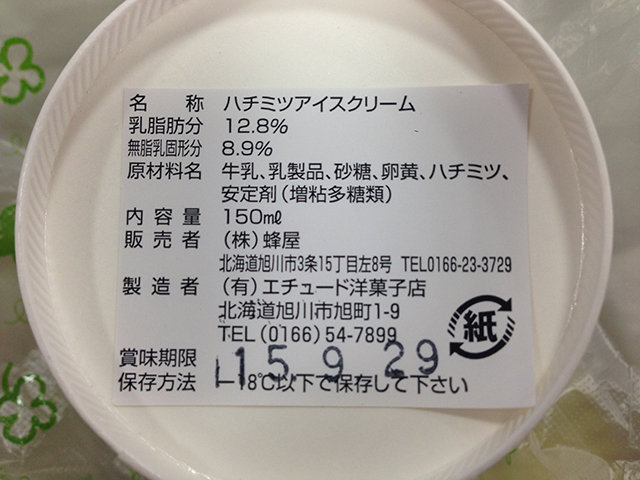 名称 ハチミツアイスクリーム
乳脂肪分 12.8%
無脂乳固形分 8.9%
原材料名 牛乳、乳製品、砂糖、卵黄、ハチミツ、
安定剤(増粘多糖類)
内容量 150mℓ
販売者 (株)蜂屋
北海道旭川市3条15丁目左8号 TEL0166-23-3729
製造者 (有)エチュード洋菓子店
北海道旭川市旭町1-9
TEL(0166)54-7899
紙
賞味期限 15.9.29
保存方法 -18℃以下で保存して下さい